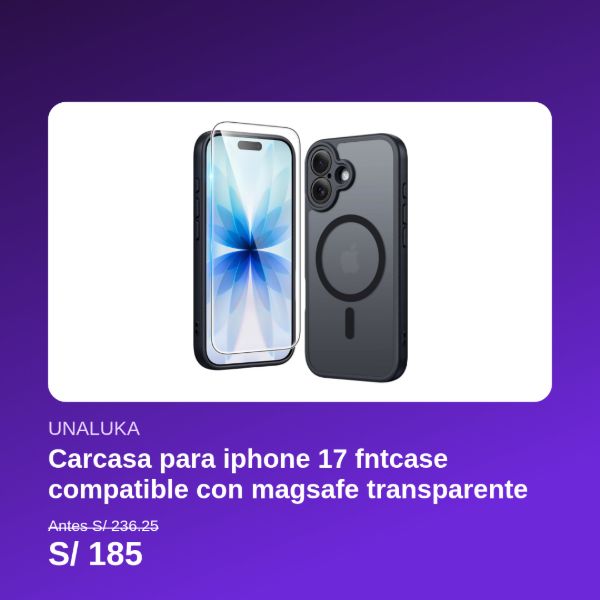 UNALUKA
Carcasa para iphone 17 fntcase
compatible con magsafe transparente
Antes S/ 236.25
S/ 185